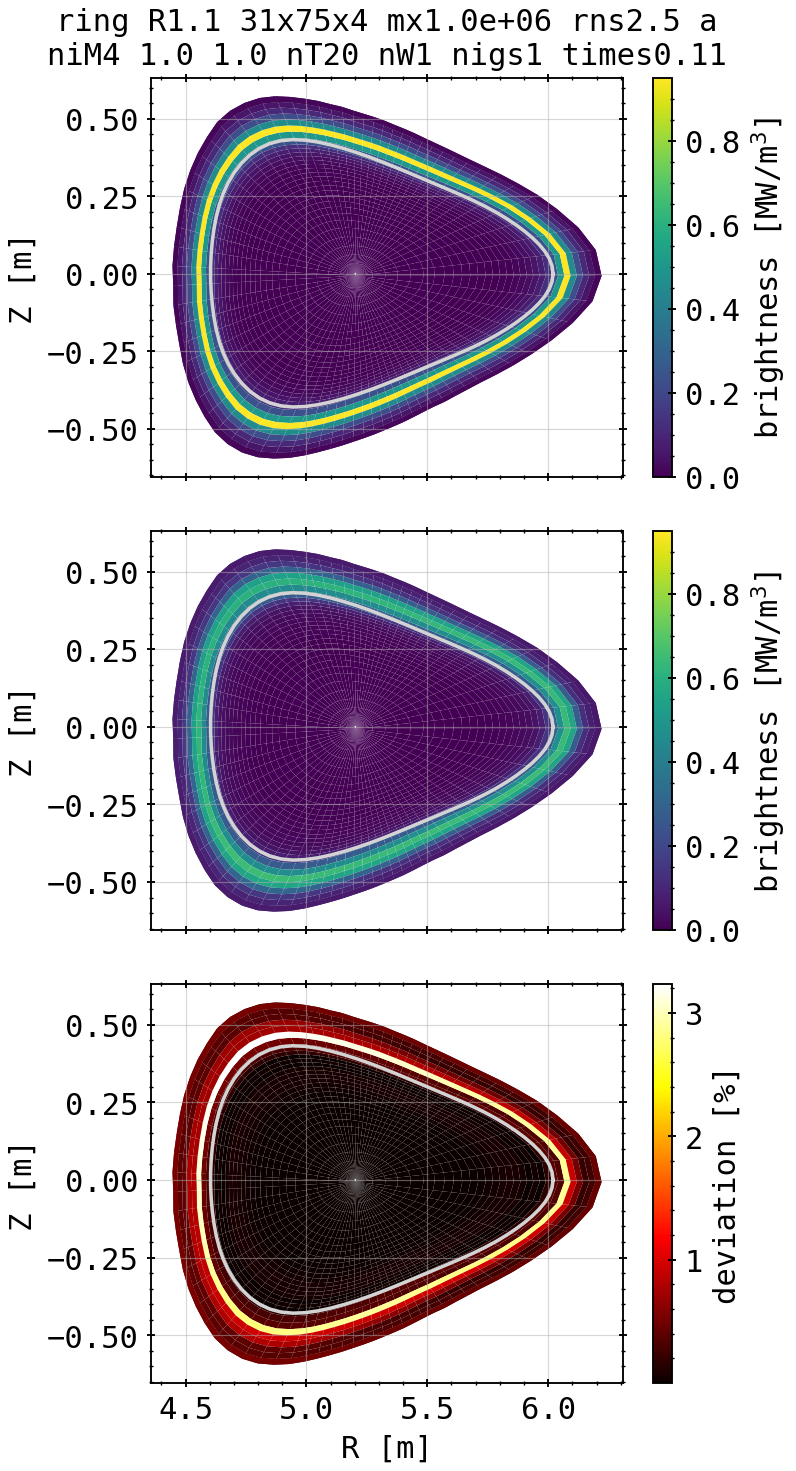 ring R1.1 31x75x4 mx1.0e+06 rns2.5 a
niM4 1.0 1.0 nT20 nW1 nigs1 times0.11
0.50
0.25
0.00
−0.25
−0.50
Z [m]
0.8
0.6
0.4
0.2
0.0
brightness [MW/m³]
0.50
0.25
0.00
−0.25
−0.50
Z [m]
0.8
0.6
0.4
0.2
0.0
brightness [MW/m³]
0.50
0.25
0.00
−0.25
−0.50
Z [m]
3
2
1
deviation [%]
4.5 5.0 5.5 6.0
R [m]